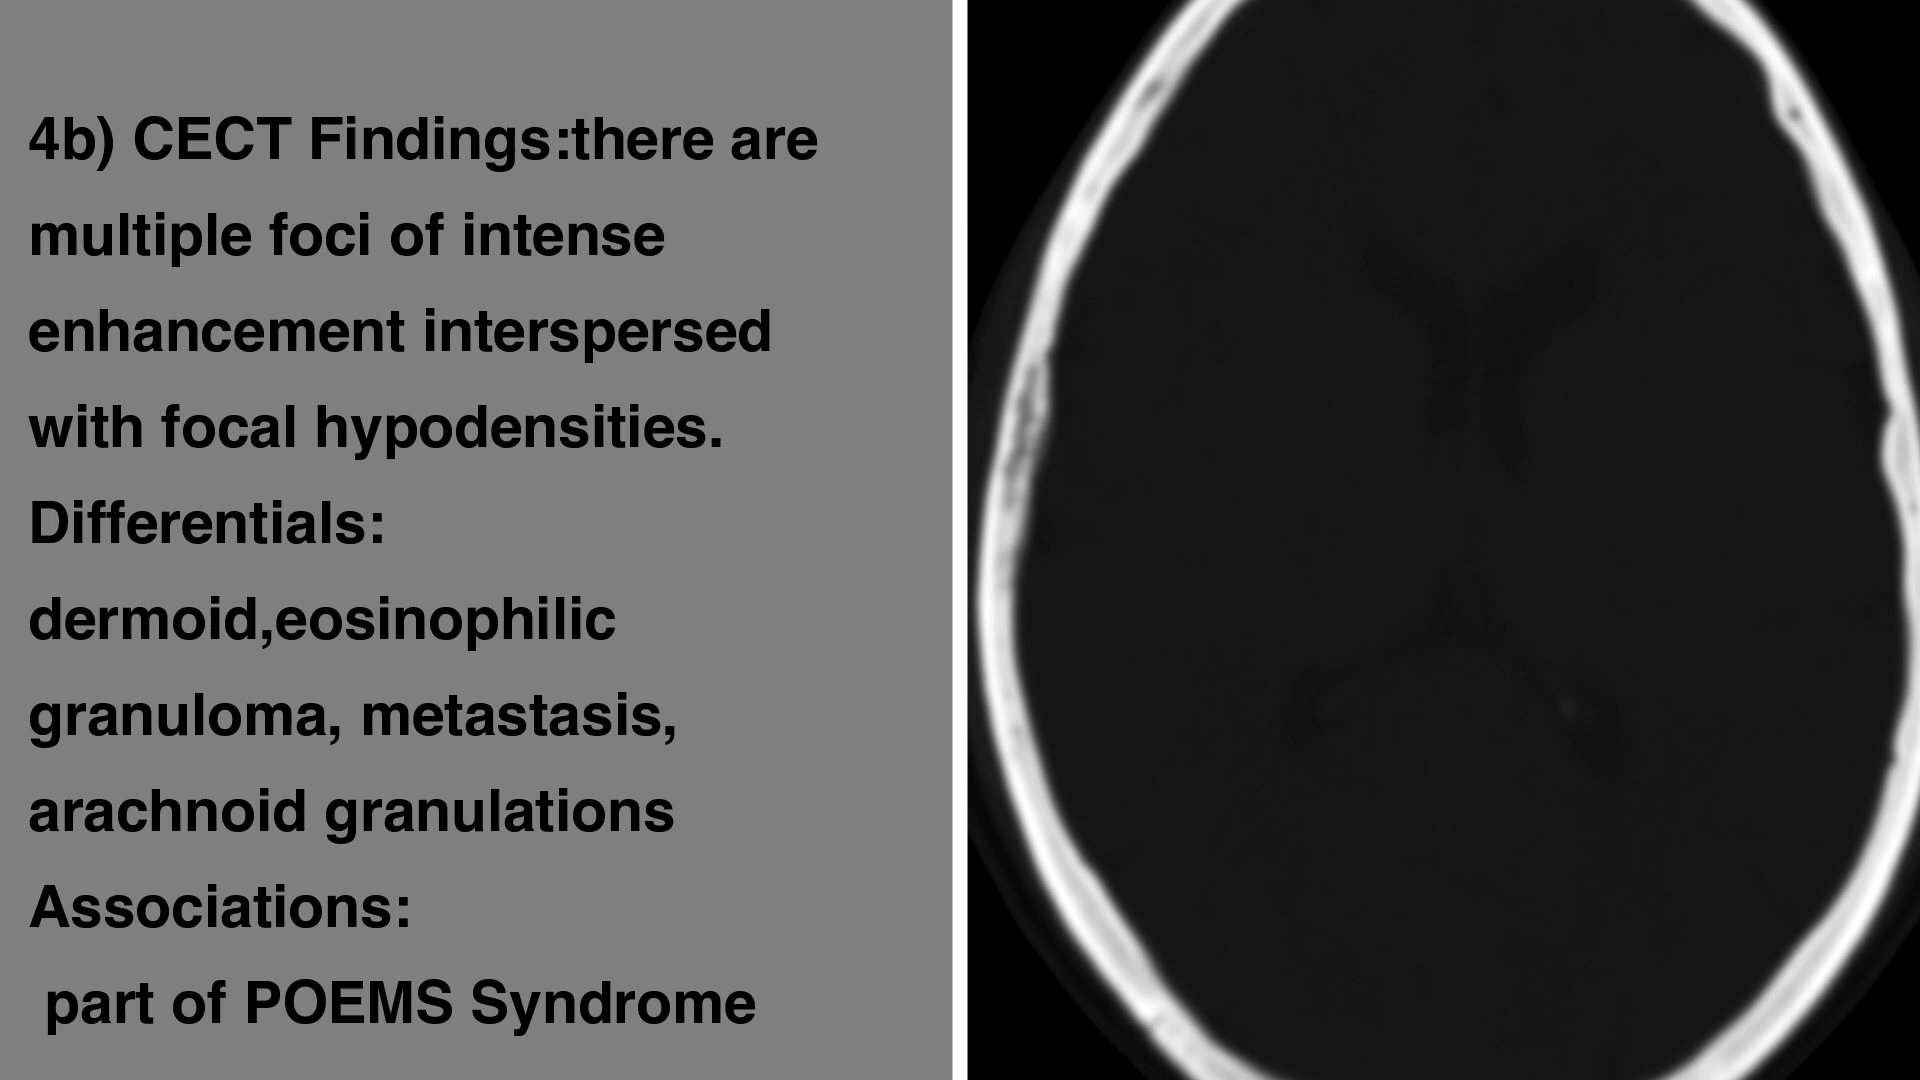 4b) CECT Findings:there are
multiple foci of intense
enhancement interspersed
with focal hypodensities.
Differentials:
dermoid,eosinophilic
granuloma, metastasis,
arachnoid granulations
Associations:
part of POEMS Syndrome